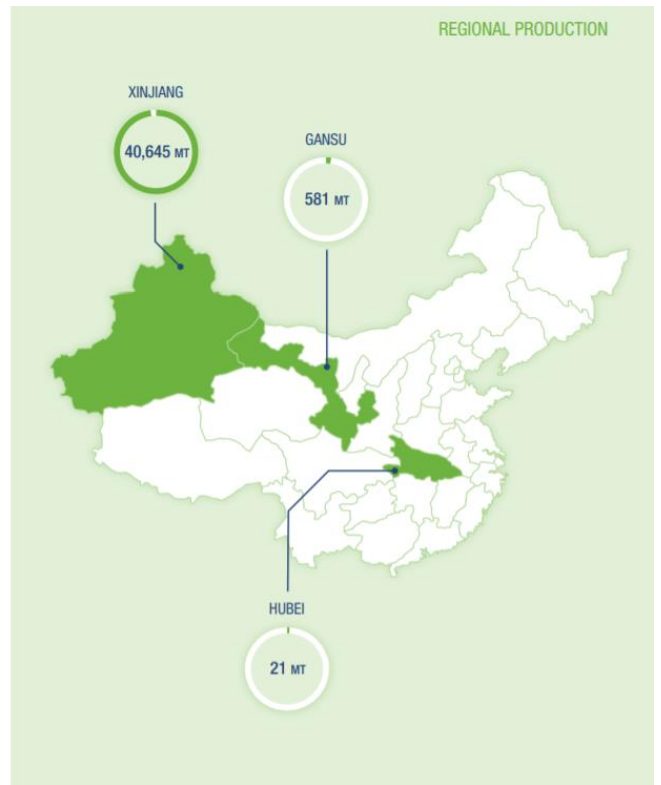 REGIONAL PRODUCTION
XINJIANG
40,645 MT
GANSU
581 MT
HUBEI
21 MT